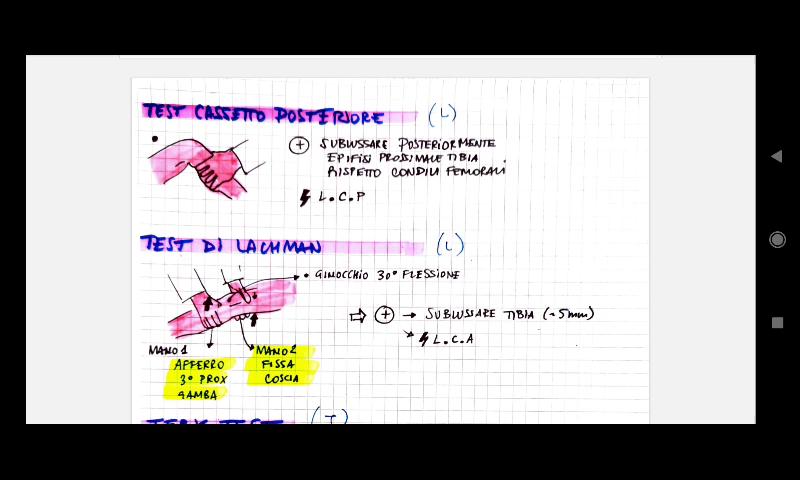 TEST CASSETTO POSTERIORE (L)
+ SUBLUSSARE POSTERIORMENTE
EPIFISI PROSSIMALE TIBIA
RISPETTO CONDILI FEMORALI
L.C.P
TEST DI LACHMAN (L)
• GINOCCHIO 30° FLESSIONE
⇨ + → SUBLUSSARE TIBIA (~5mm)
L.C.A
MANO 1
AFFERRO
3° PROX
GAMBA
MANO 2
FISSA
COSCIA